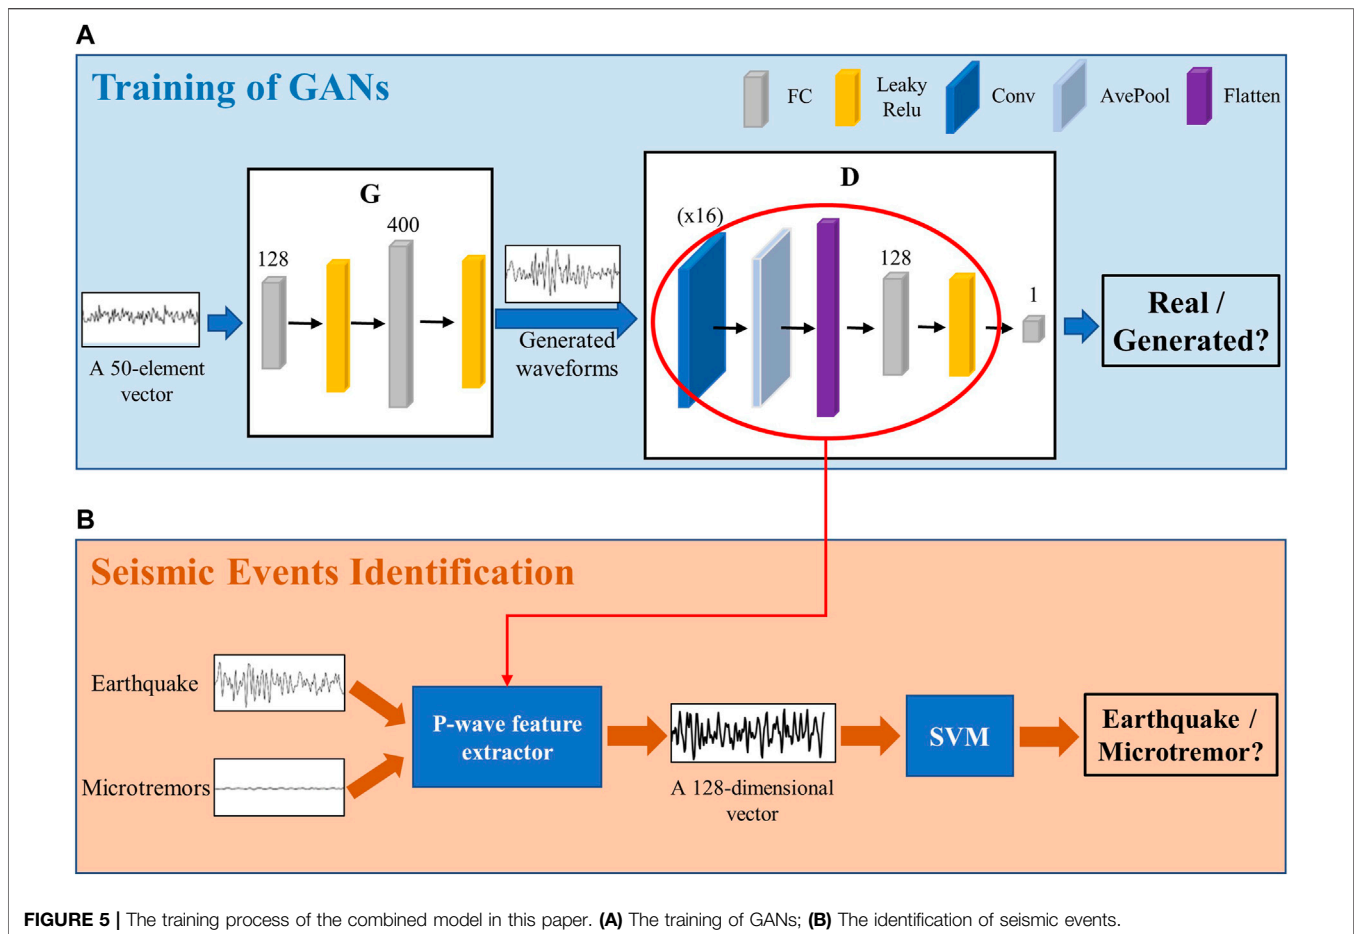 A
Training of GANs
FC
Leaky
Relu
Conv
AvePool
Flatten
G
D
128
400
(x16)
128
1
A 50-element
vector
Generated
waveforms
Real /
Generated?
B
Seismic Events Identification
Earthquake
Microtremors
P-wave feature
extractor
A 128-dimensional
vector
SVM
Earthquake /
Microtremor?
FIGURE 5 | The training process of the combined model in this paper. (A) The training of GANs; (B) The identification of seismic events.